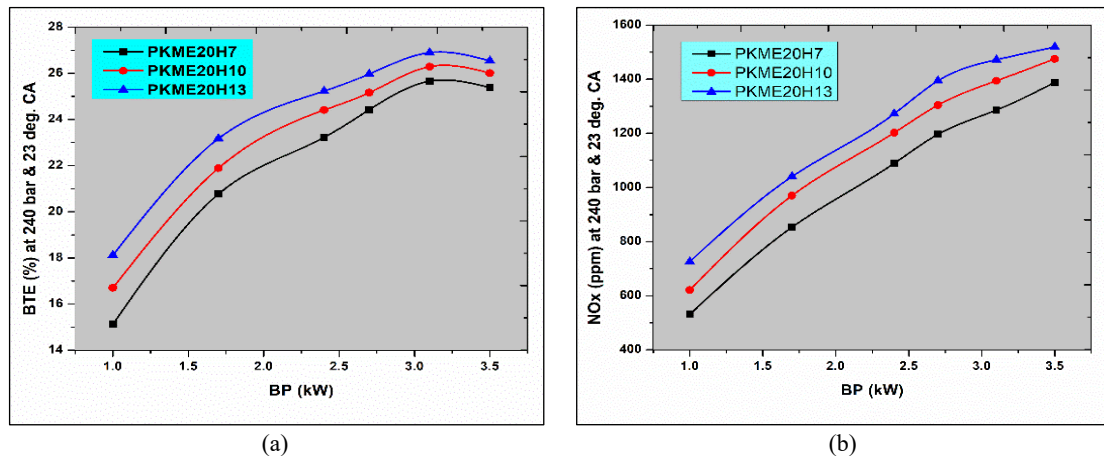 BTE (%) at 240 bar & 23 deg. CA
28
26
24
22
20
18
16
14
PKME20H7
PKME20H10
PKME20H13
1.0 1.5 2.0 2.5 3.0 3.5
BP (kW)
(a)
NOx (ppm) at 240 bar & 23 deg. CA
1600
1400
1200
1000
800
600
400
PKME20H7
PKME20H10
PKME20H13
1.0 1.5 2.0 2.5 3.0 3.5
BP (kW)
(b)